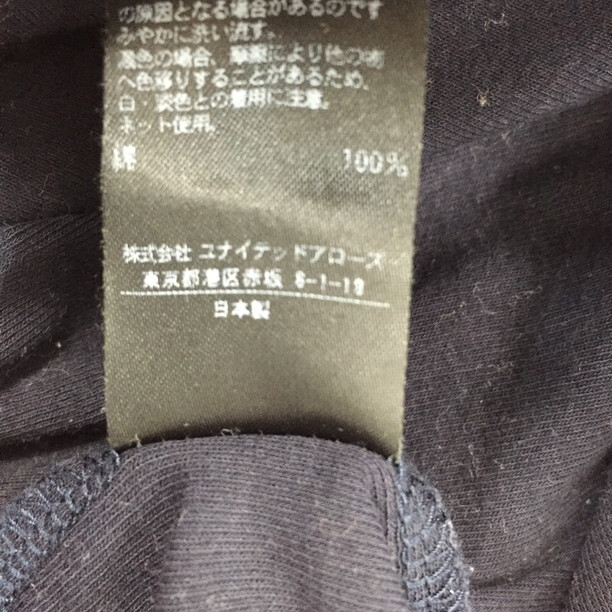 の原因となる場合があるのです
みやかに洗い流す。
濃色の場合、摩擦により他の物
へ色移りすることがあるため、
白・淡色との着用に注意。
ネット使用。
綿 100%
株式会社 ユナイテッドアローズ
東京都港区赤坂 8-1-19
日本製